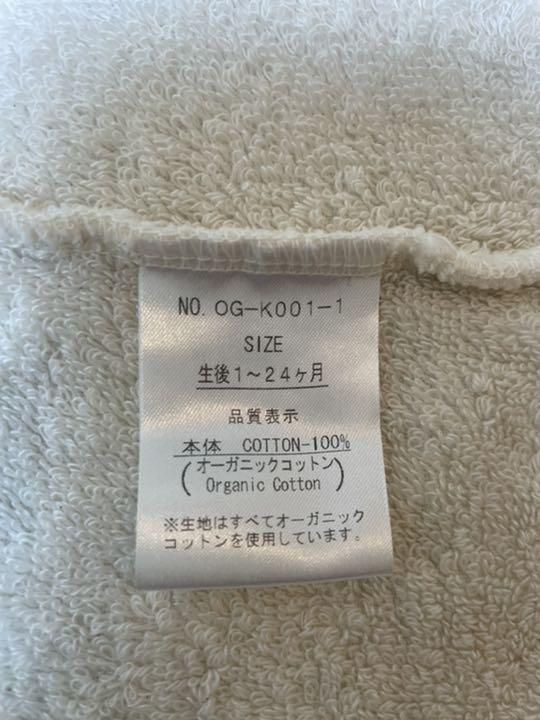 NO. OG-K001-1
SIZE
生後1~24ヶ月
品質表示
本体 COTTON-100%
(オーガニックコットン
Organic Cotton)
※生地はすべてオーガニック
コットンを使用しています。